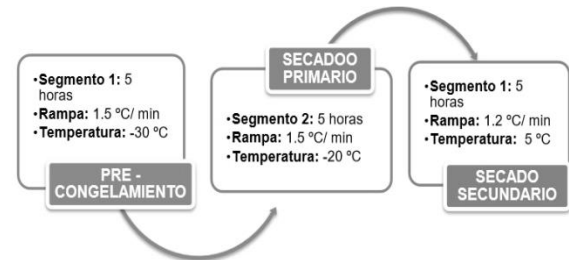 •Segmento 1: 5
horas
•Rampa: 1.5 ºC/ min
•Temperatura: -30 ºC
PRE -
CONGELAMIENTO
SECADOO
PRIMARIO
•Segmento 2: 5 horas
•Rampa: 1.5 ºC/ min
•Temperatura: -20 ºC
•Segmento 1: 5
horas
•Rampa: 1.2 ºC/ min
•Temperatura: 5 ºC
SECADO
SECUNDARIO